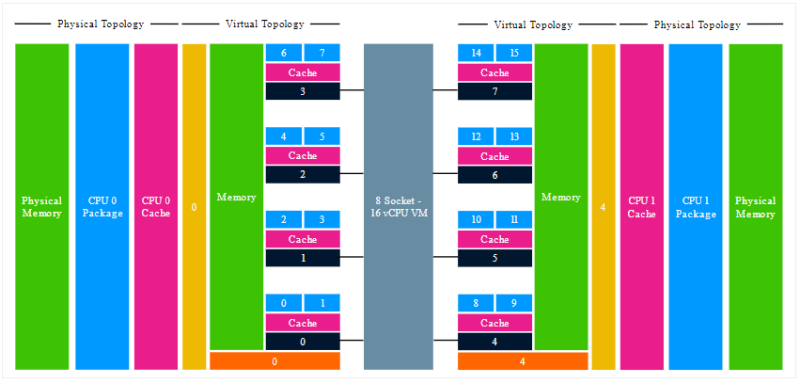 Physical Topology
Virtual Topology
Virtual Topology
Physical Topology
6 7
Cache
3
4 5
Cache
2
2 3
Cache
1
0 1
Cache
0
Physical
Memory
CPU 0
Package
CPU 0
Cache
0
Memory
0
8 Socket -
16 vCPU VM
14 15
Cache
7
12 13
Cache
6
10 11
Cache
5
8 9
Cache
4
Memory
4
CPU 1
Cache
CPU 1
Package
Physical
Memory
4